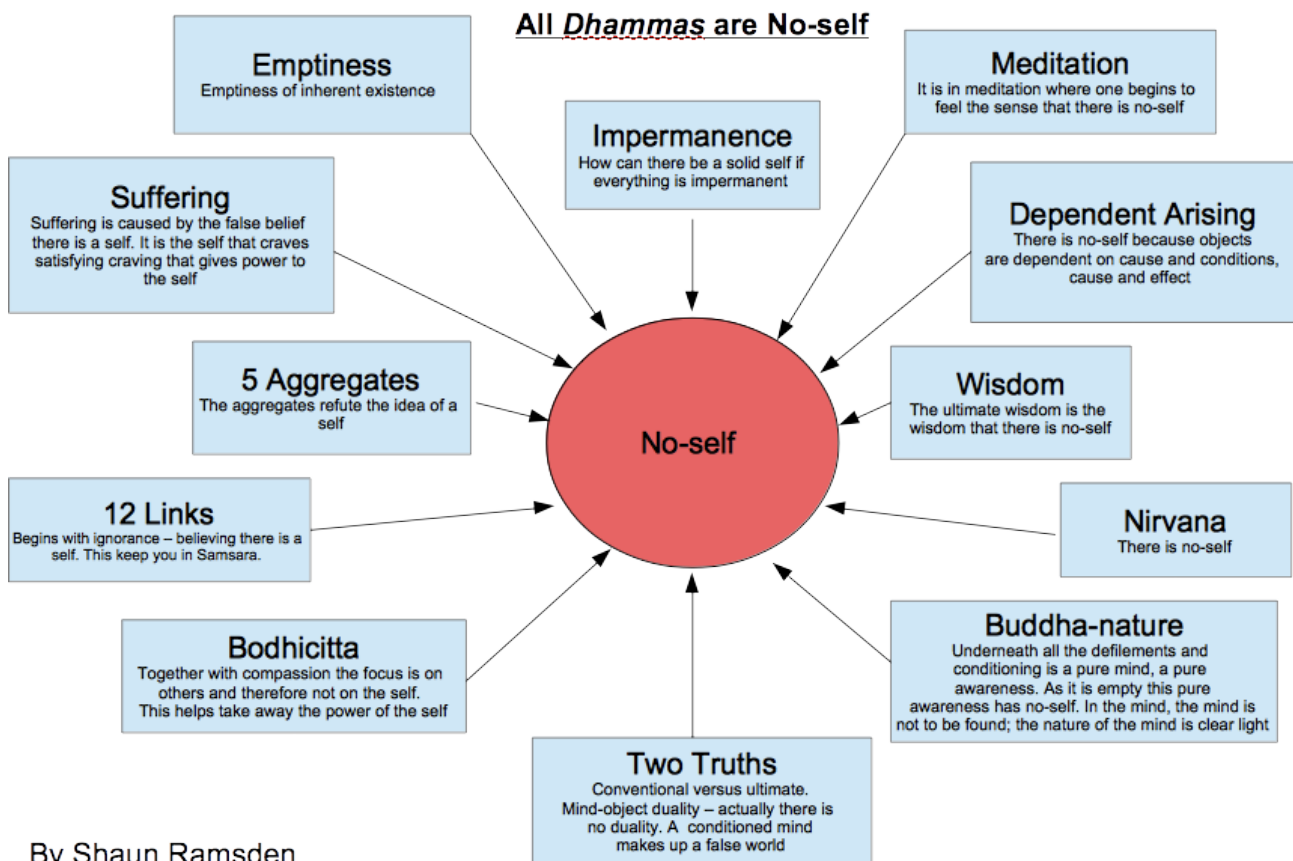 All Dhammas are No-self
Emptiness
Emptiness of inherent existence
Meditation
It is in meditation where one begins to
feel the sense that there is no-self
Impermanence
How can there be a solid self if
everything is impermanent
Suffering
Suffering is caused by the false belief
there is a self. It is the self that craves
satisfying craving that gives power to
the self
Dependent Arising
There is no-self because objects
are dependent on cause and conditions,
cause and effect
5 Aggregates
The aggregates refute the idea of a
self
Wisdom
The ultimate wisdom is the
wisdom that there is no-self
No-self
12 Links
Begins with ignorance – believing there is a
self. This keep you in Samsara.
Nirvana
There is no-self
Bodhicitta
Together with compassion the focus is on
others and therefore not on the self.
This helps take away the power of the self
Buddha-nature
Underneath all the defilements and
conditioning is a pure mind, a pure
awareness. As it is empty this pure
awareness has no-self. In the mind, the mind is
not to be found; the nature of the mind is clear light
Two Truths
Conventional versus ultimate.
Mind-object duality – actually there is
no duality. A conditioned mind
makes up a false world
By Shaun Ramsden